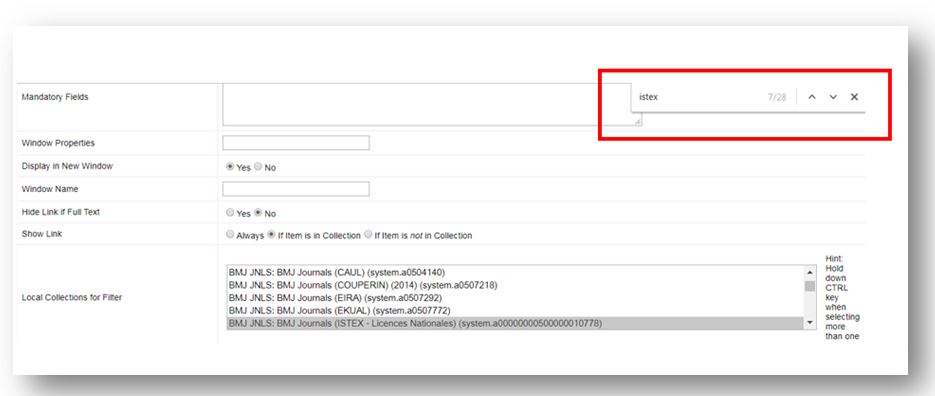 Mandatory Fields
istex 7/28
Window Properties
Display in New Window Yes No
Window Name
Hide Link if Full Text Yes No
Show Link Always If Item is in Collection If Item is not in Collection
Local Collections for Filter
BMJ JNLS: BMJ Journals (CAUL) (system.a0504140)
BMJ JNLS: BMJ Journals (COUPERIN) (2014) (system.a0507218)
BMJ JNLS: BMJ Journals (EIRA) (system.a0507292)
BMJ JNLS: BMJ Journals (EKUAL) (system.a0507772)
BMJ JNLS: BMJ Journals (ISTEX - Licences Nationales) (system.a00000000500000010778)
Hint:
Hold
down
CTRL
key
when
selecting
more
than one